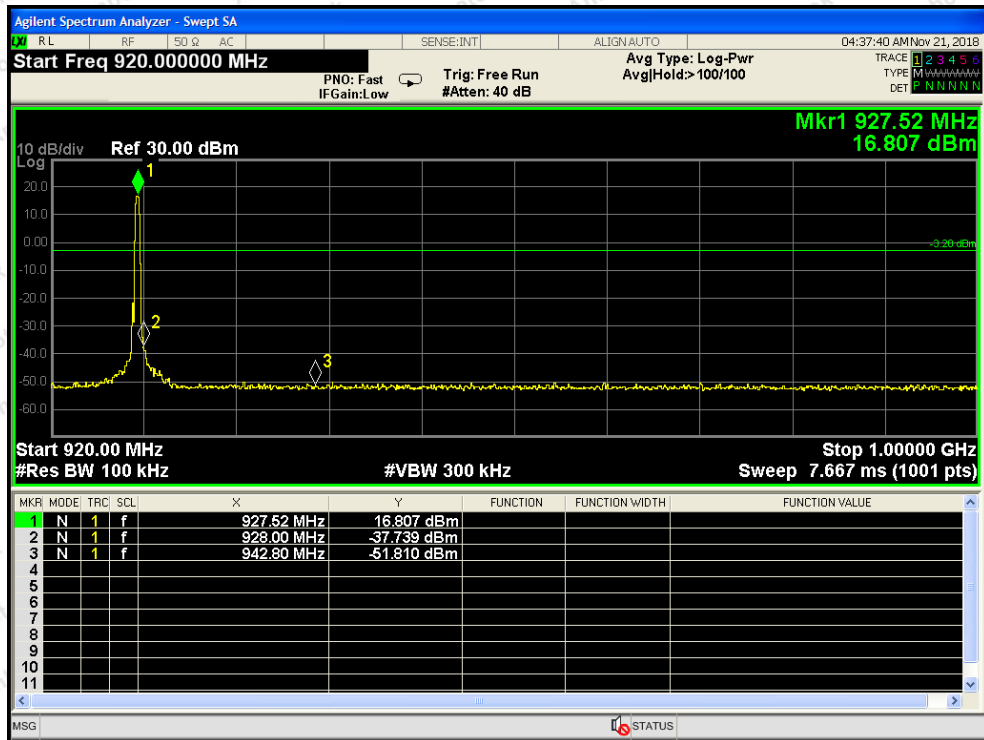 Agilent Spectrum Analyzer - Swept SA
LXI RL RF 50 Ω AC SENSE:INT ALIGNAUTO 04:37:40 AM Nov 21, 2018
Start Freq 920.000000 MHz Avg Type: Log-Pwr TRACE 1 2 3 4 5 6
PNO: Fast Trig: Free Run Avg|Hold:>100/100 TYPE M WWWWW
IFGain:Low #Atten: 40 dB DET P N N N N N
Mkr1 927.52 MHz
10 dB/div Ref 30.00 dBm 16.807 dBm
Log
1
20.0
10.0
0.00
-3.20 dBm
-10.0
-20.0
-30.0
2
-40.0
3
-50.0
-60.0
Start 920.00 MHz Stop 1.00000 GHz
#Res BW 100 kHz #VBW 300 kHz Sweep 7.667 ms (1001 pts)
MKR MODE TRC SCL X Y FUNCTION FUNCTION WIDTH FUNCTION VALUE
1 N 1 f 927.52 MHz 16.807 dBm
2 N 1 f 928.00 MHz -37.739 dBm
3 N 1 f 942.80 MHz -51.810 dBm
4
5
6
7
8
9
10
11
MSG STATUS